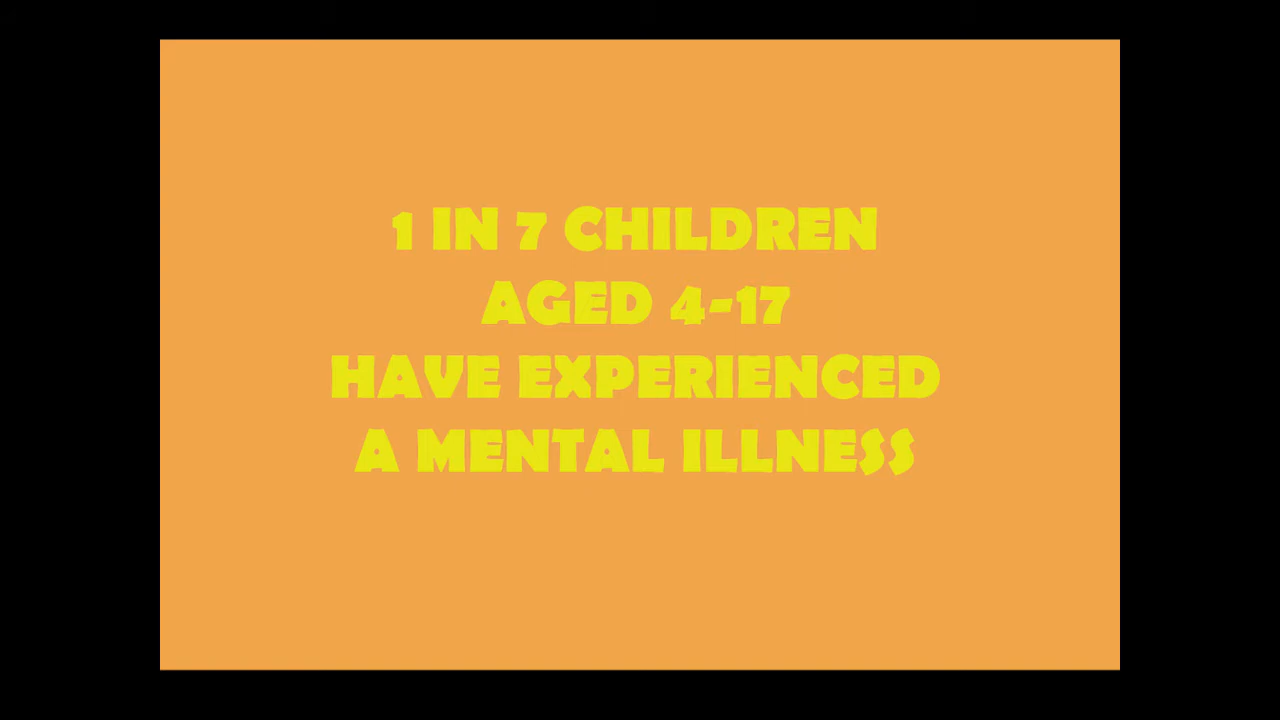 1 IN 7 CHILDREN
AGED 4-17
HAVE EXPERIENCED
A MENTAL ILLNESS